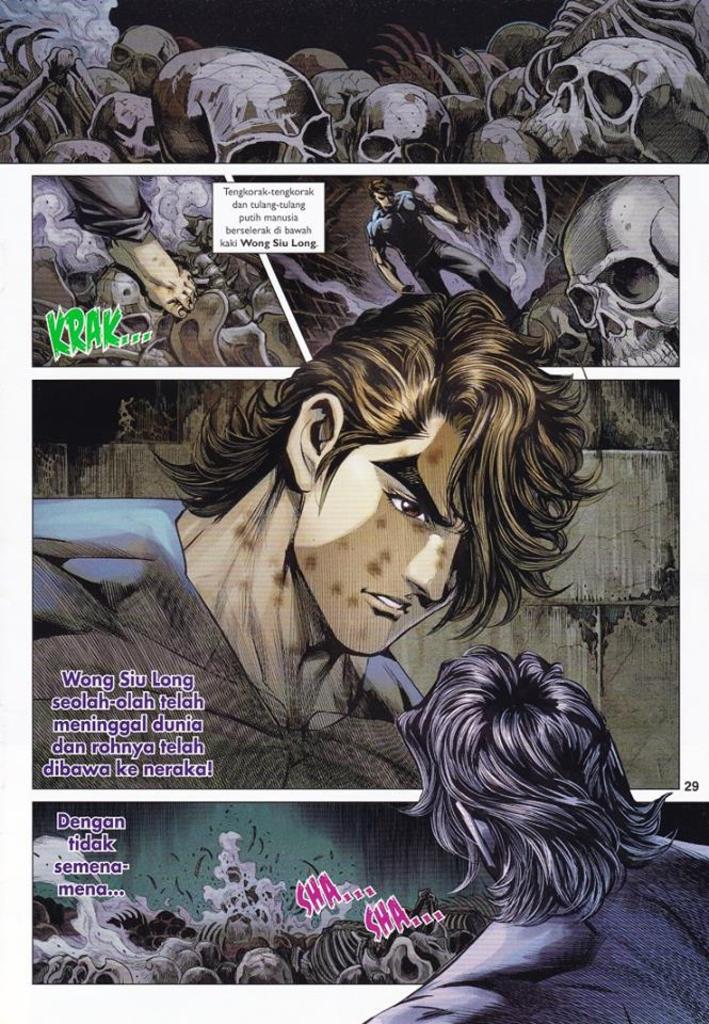 Tengkorak-tengkorak
dan tulang-tulang
putih manusia
berselerak di bawah
kaki Wong Siu Long.
KRAK...
Wong Siu Long
seolah-olah telah
meninggal dunia
dan rohnya telah
dibawa ke neraka!
29
Dengan
tidak
semena-
mena...
SHA...
SHA...